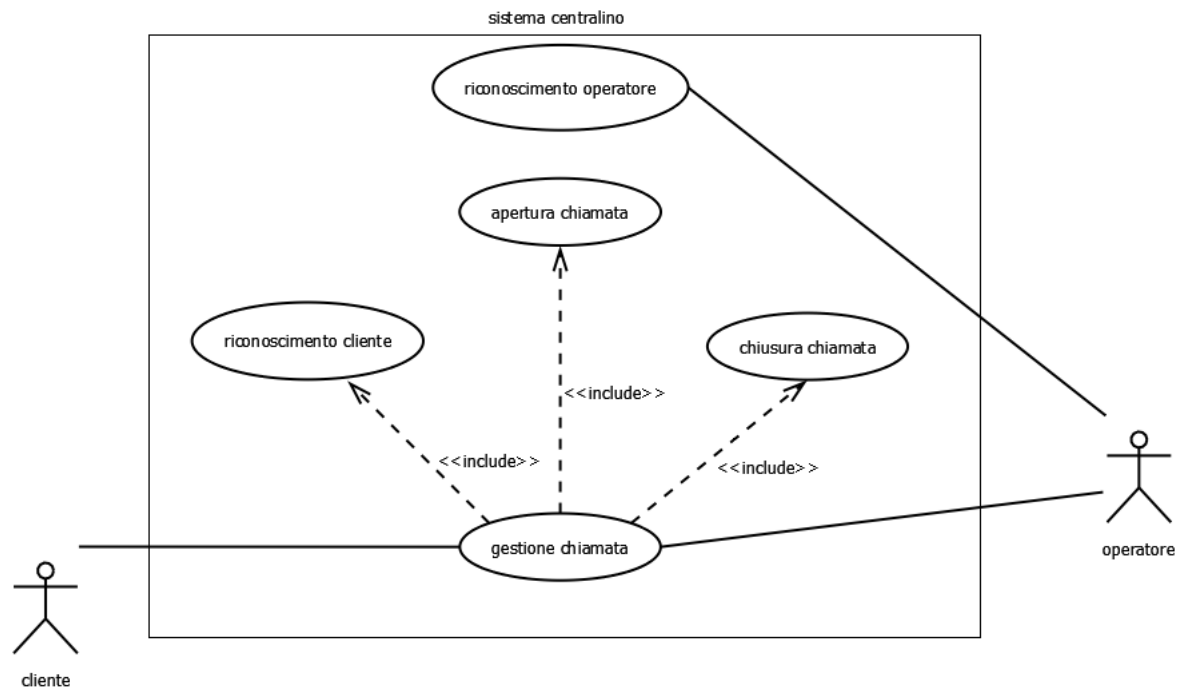 sistema centralino
riconoscimento operatore
apertura chiamata
riconoscimento cliente
chiusura chiamata
<<include>>
<<include>>
<<include>>
gestione chiamata
operatore
cliente